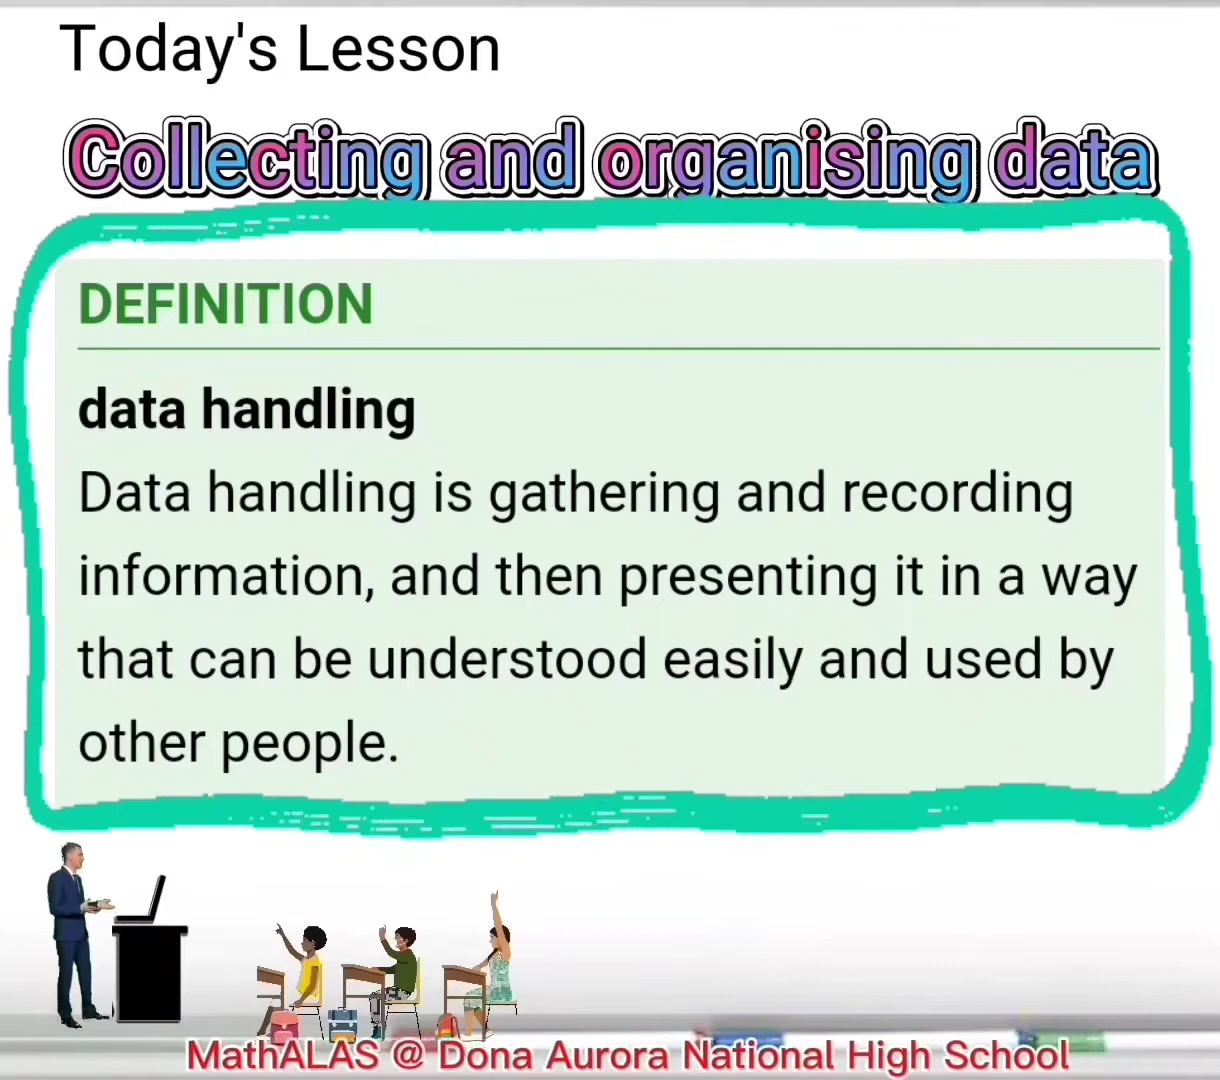 Today's Lesson
Collecting and organising data
DEFINITION
data handling
Data handling is gathering and recording
information, and then presenting it in a way
that can be understood easily and used by
other people.
MathALAS @ Dona Aurora National High School